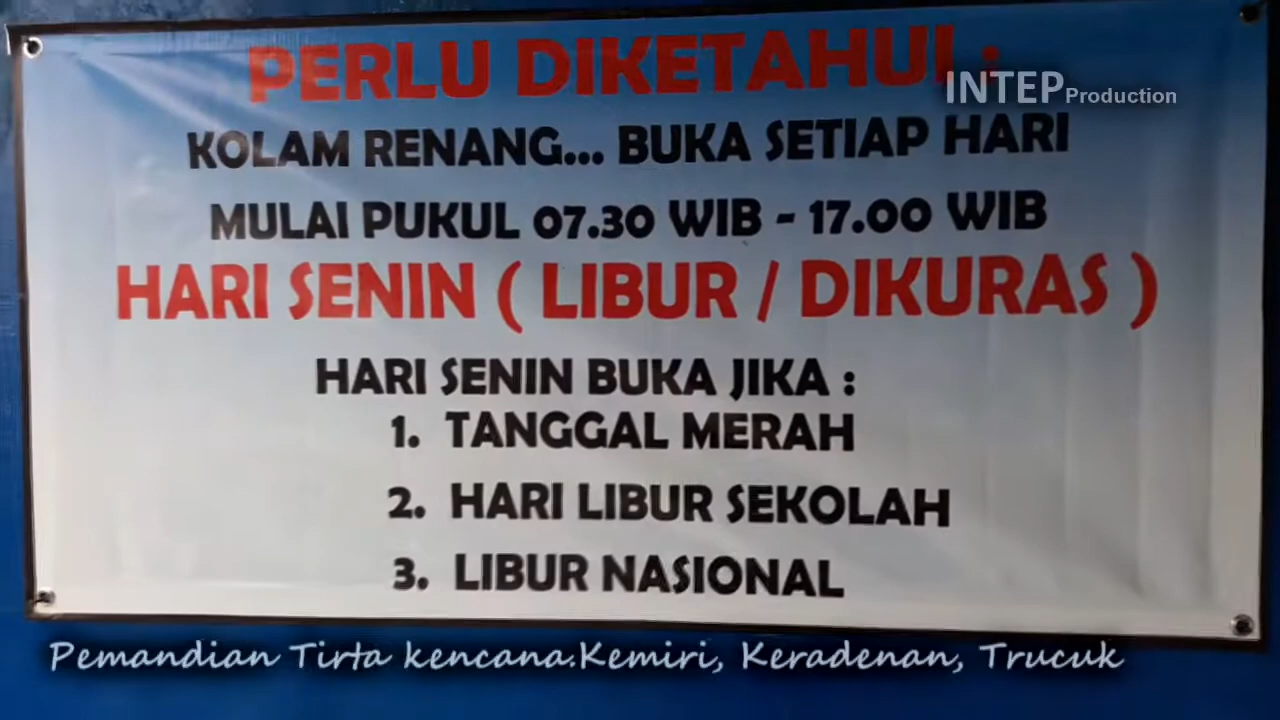 PERLU DIKETAHUI :
INTEP Production
KOLAM RENANG... BUKA SETIAP HARI
MULAI PUKUL 07.30 WIB - 17.00 WIB
HARI SENIN ( LIBUR / DIKURAS )
HARI SENIN BUKA JIKA :
1. TANGGAL MERAH
2. HARI LIBUR SEKOLAH
3. LIBUR NASIONAL
Pemandian Tirta kencana.Kemiri, Keradenan, Trucuk